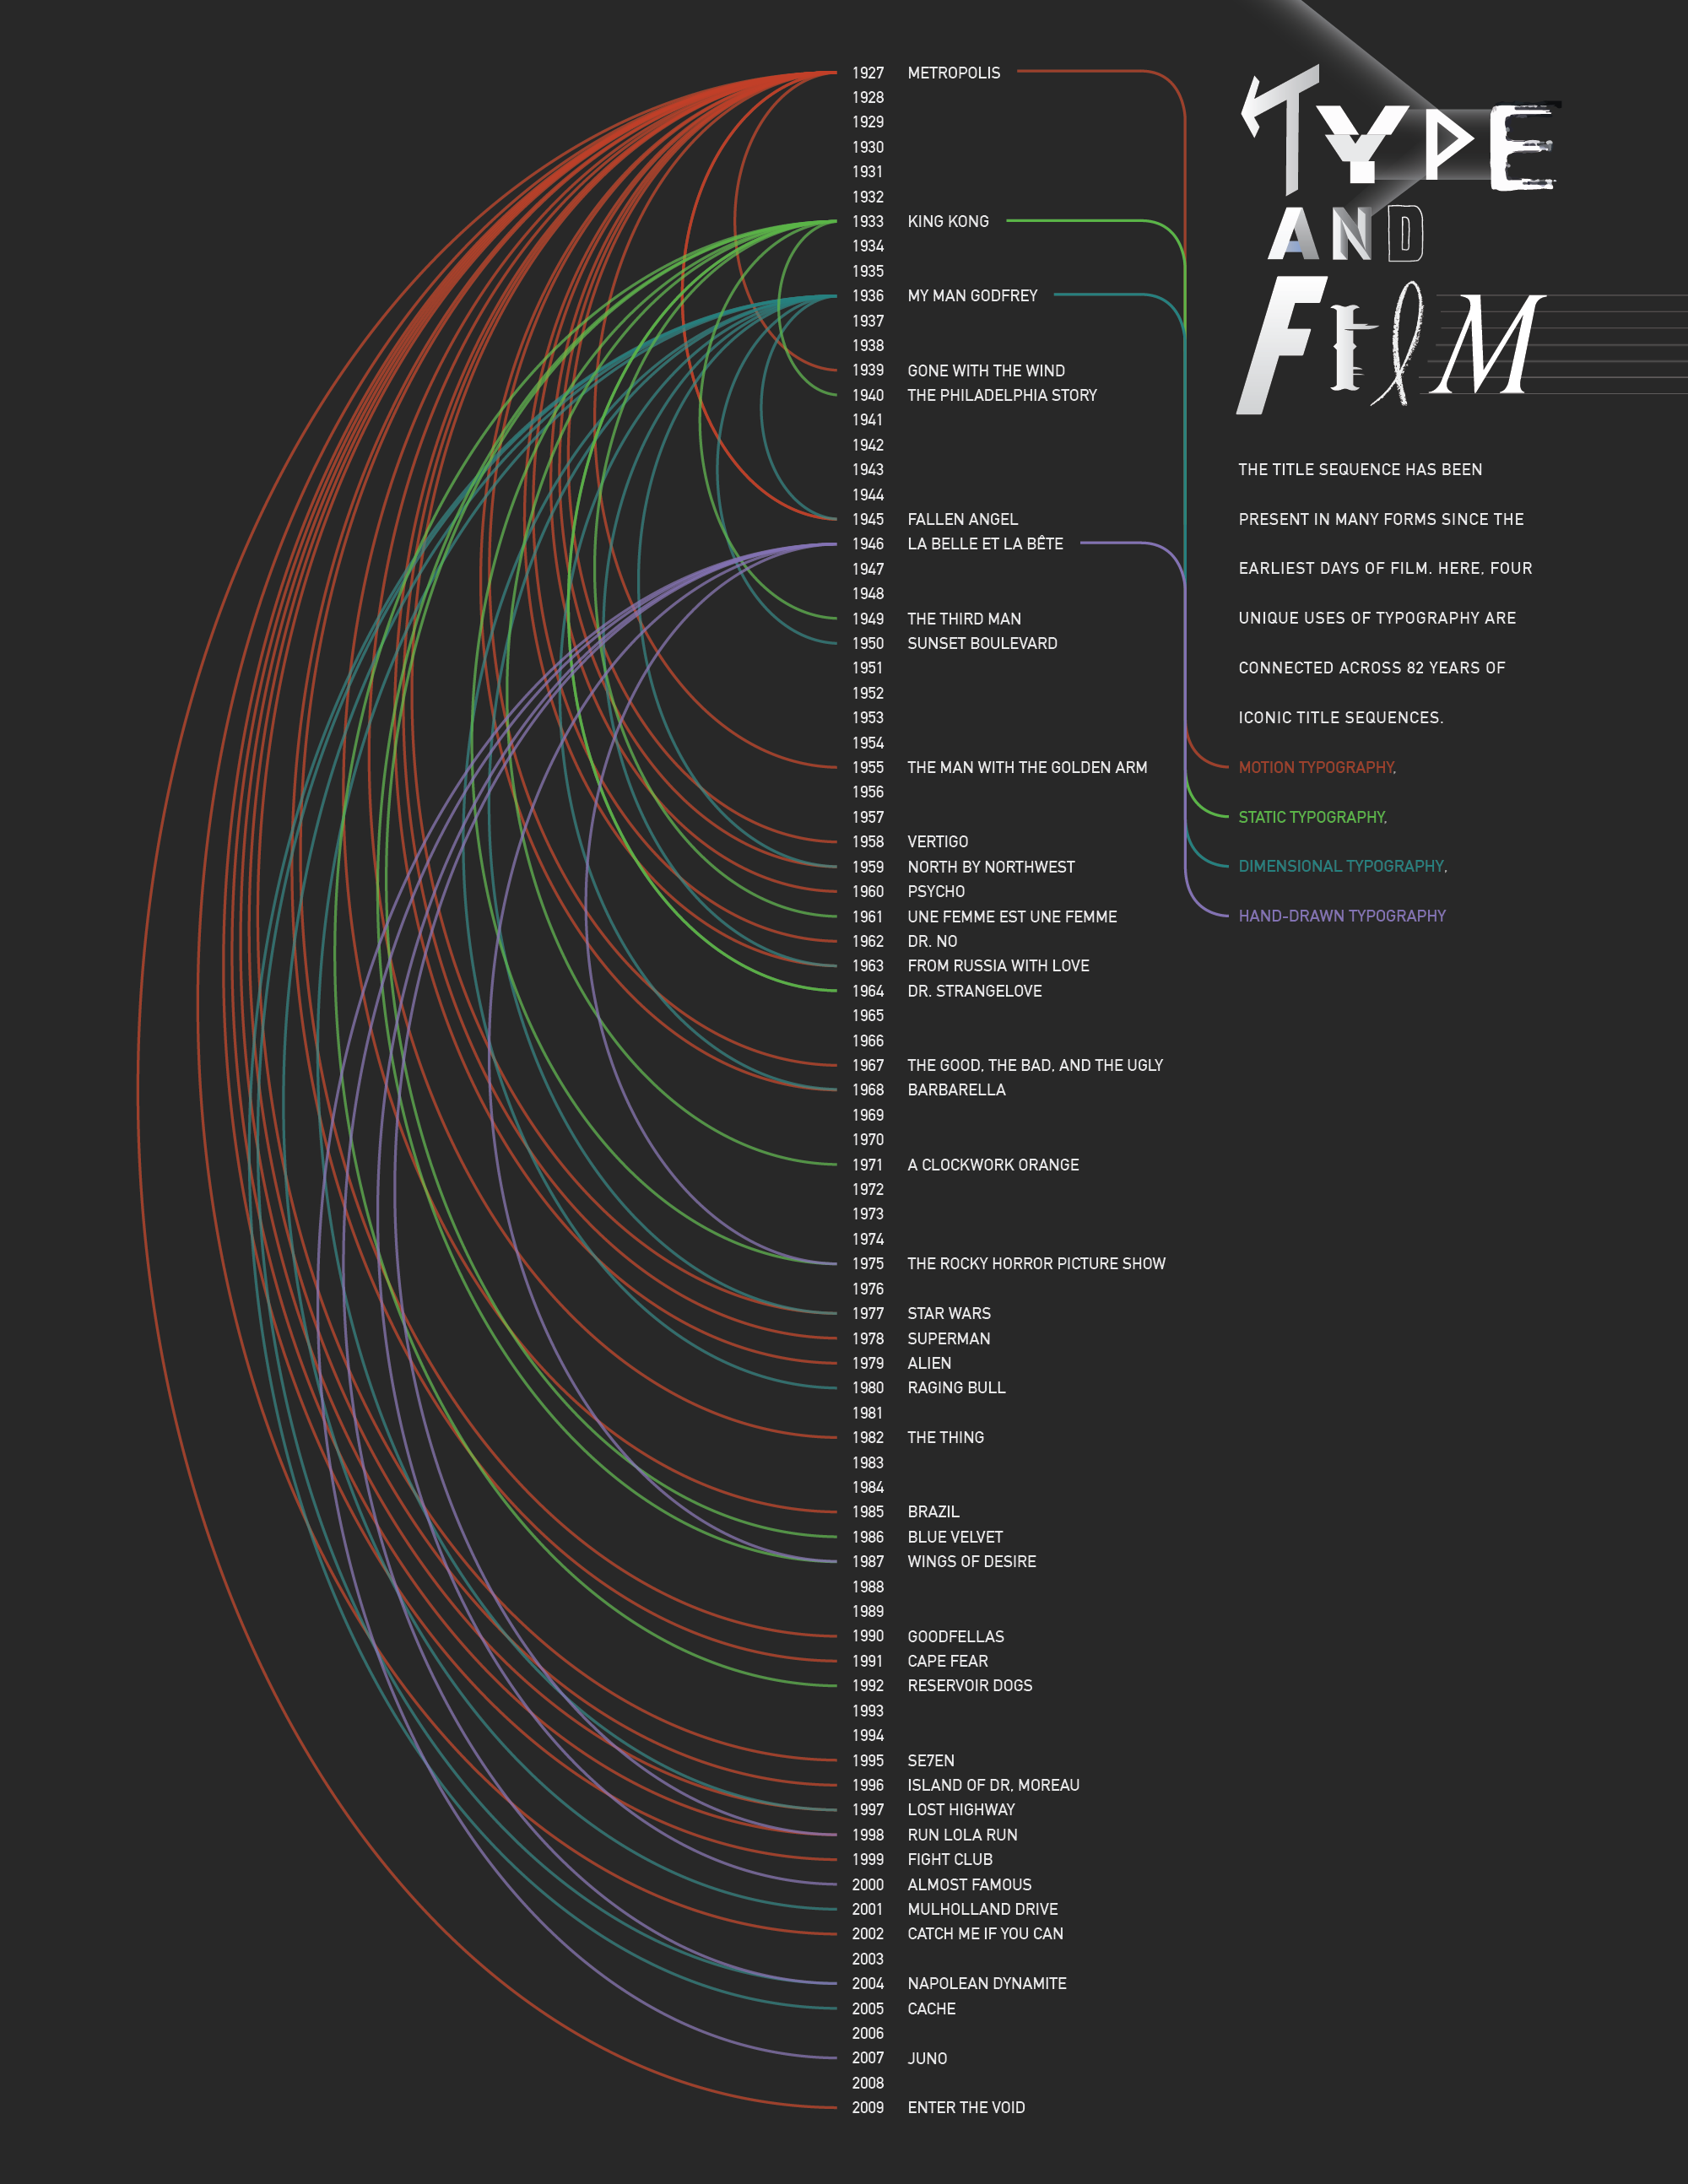 TYPE
AND
FILM
1927 METROPOLIS
1928
1929
1930
1931
1932
1933 KING KONG
1934
1935
1936 MY MAN GODFREY
1937
1938
1939 GONE WITH THE WIND
1940 THE PHILADELPHIA STORY
1941
1942
1943
1944
1945 FALLEN ANGEL
1946 LA BELLE ET LA BÊTE
1947
1948
1949 THE THIRD MAN
1950 SUNSET BOULEVARD
1951
1952
1953
1954
1955 THE MAN WITH THE GOLDEN ARM
1956
1957
1958 VERTIGO
1959 NORTH BY NORTHWEST
1960 PSYCHO
1961 UNE FEMME EST UNE FEMME
1962 DR. NO
1963 FROM RUSSIA WITH LOVE
1964 DR. STRANGELOVE
1965
1966
1967 THE GOOD, THE BAD, AND THE UGLY
1968 BARBARELLA
1969
1970
1971 A CLOCKWORK ORANGE
1972
1973
1974
1975 THE ROCKY HORROR PICTURE SHOW
1976
1977 STAR WARS
1978 SUPERMAN
1979 ALIEN
1980 RAGING BULL
1981
1982 THE THING
1983
1984
1985 BRAZIL
1986 BLUE VELVET
1987 WINGS OF DESIRE
1988
1989
1990 GOODFELLAS
1991 CAPE FEAR
1992 RESERVOIR DOGS
1993
1994
1995 SE7EN
1996 ISLAND OF DR, MOREAU
1997 LOST HIGHWAY
1998 RUN LOLA RUN
1999 FIGHT CLUB
2000 ALMOST FAMOUS
2001 MULHOLLAND DRIVE
2002 CATCH ME IF YOU CAN
2003
2004 NAPOLEAN DYNAMITE
2005 CACHE
2006
2007 JUNO
2008
2009 ENTER THE VOID
THE TITLE SEQUENCE HAS BEEN
PRESENT IN MANY FORMS SINCE THE
EARLIEST DAYS OF FILM. HERE, FOUR
UNIQUE USES OF TYPOGRAPHY ARE
CONNECTED ACROSS 82 YEARS OF
ICONIC TITLE SEQUENCES.
MOTION TYPOGRAPHY,
STATIC TYPOGRAPHY,
DIMENSIONAL TYPOGRAPHY,
HAND-DRAWN TYPOGRAPHY